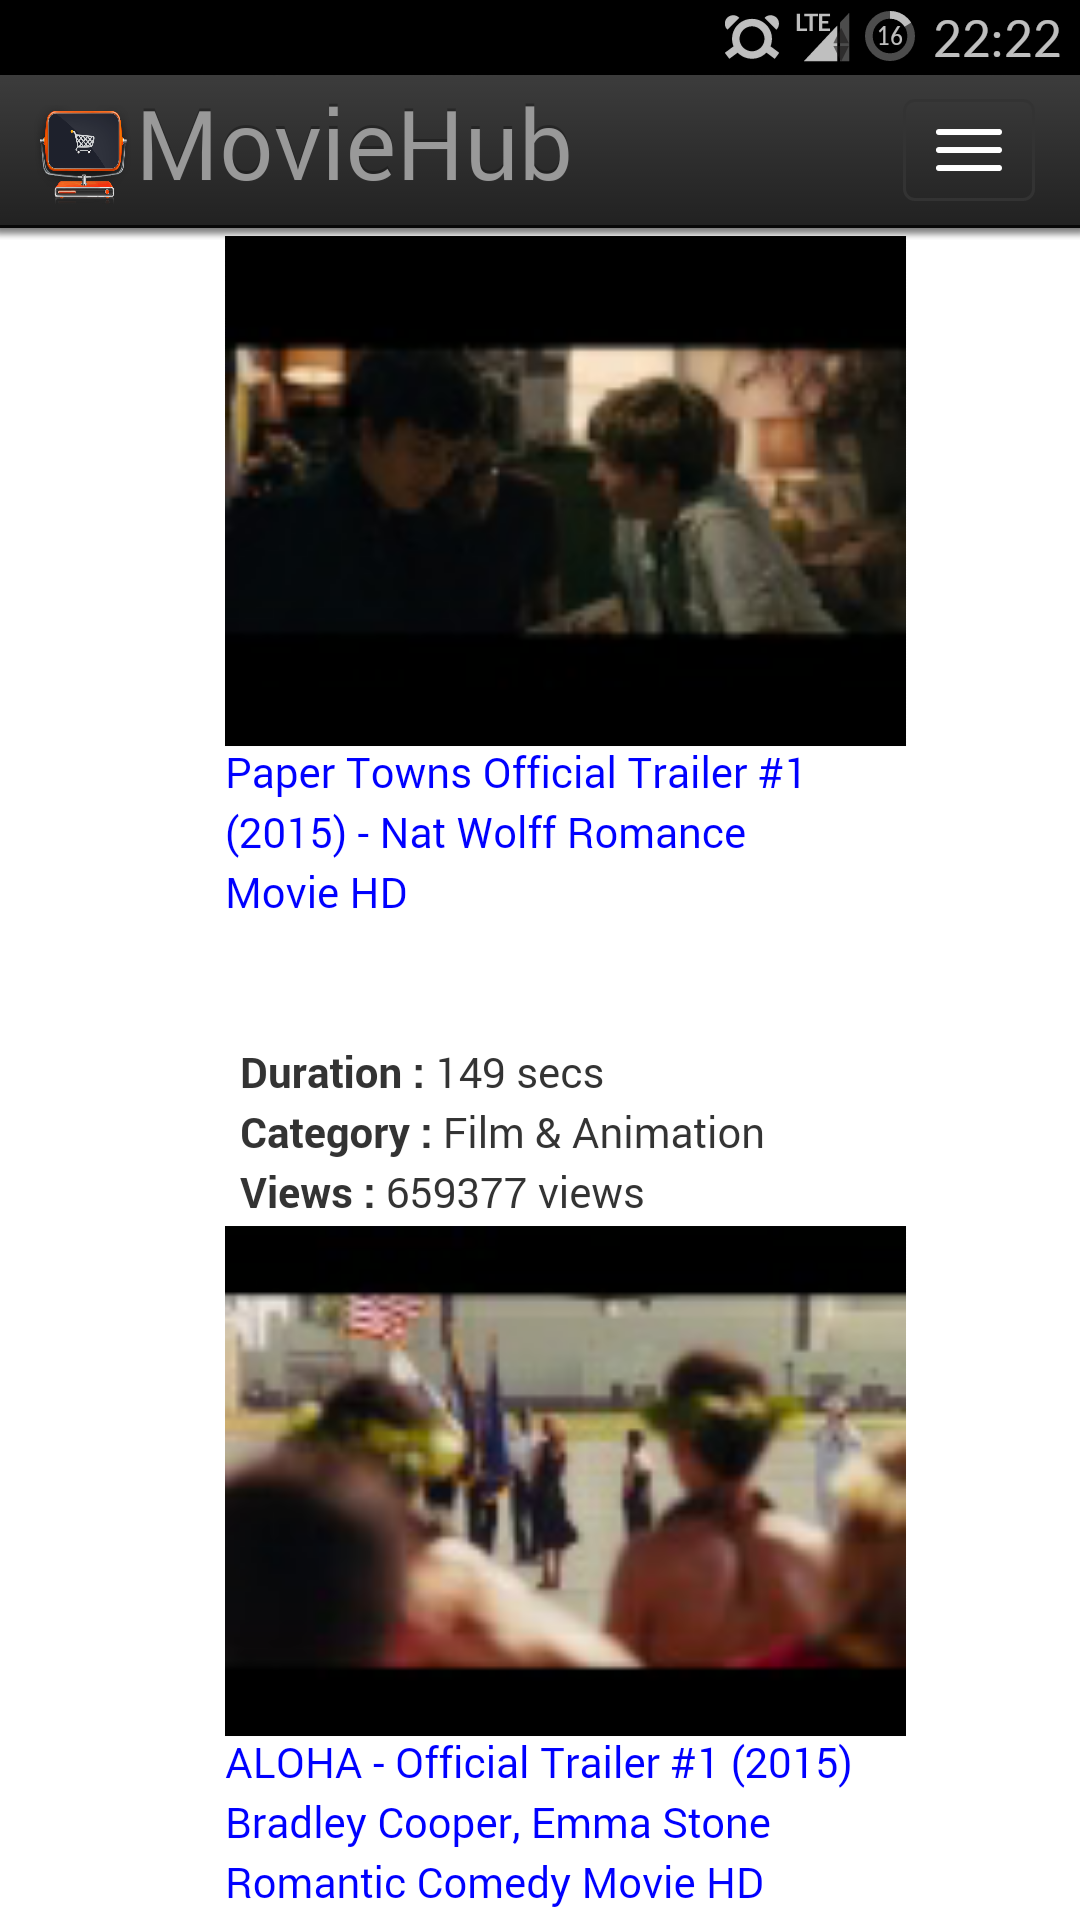 LTE 16 22:22
MovieHub
Paper Towns Official Trailer #1
(2015) - Nat Wolff Romance
Movie HD
Duration : 149 secs
Category : Film & Animation
Views : 659377 views
ALOHA - Official Trailer #1 (2015)
Bradley Cooper, Emma Stone
Romantic Comedy Movie HD